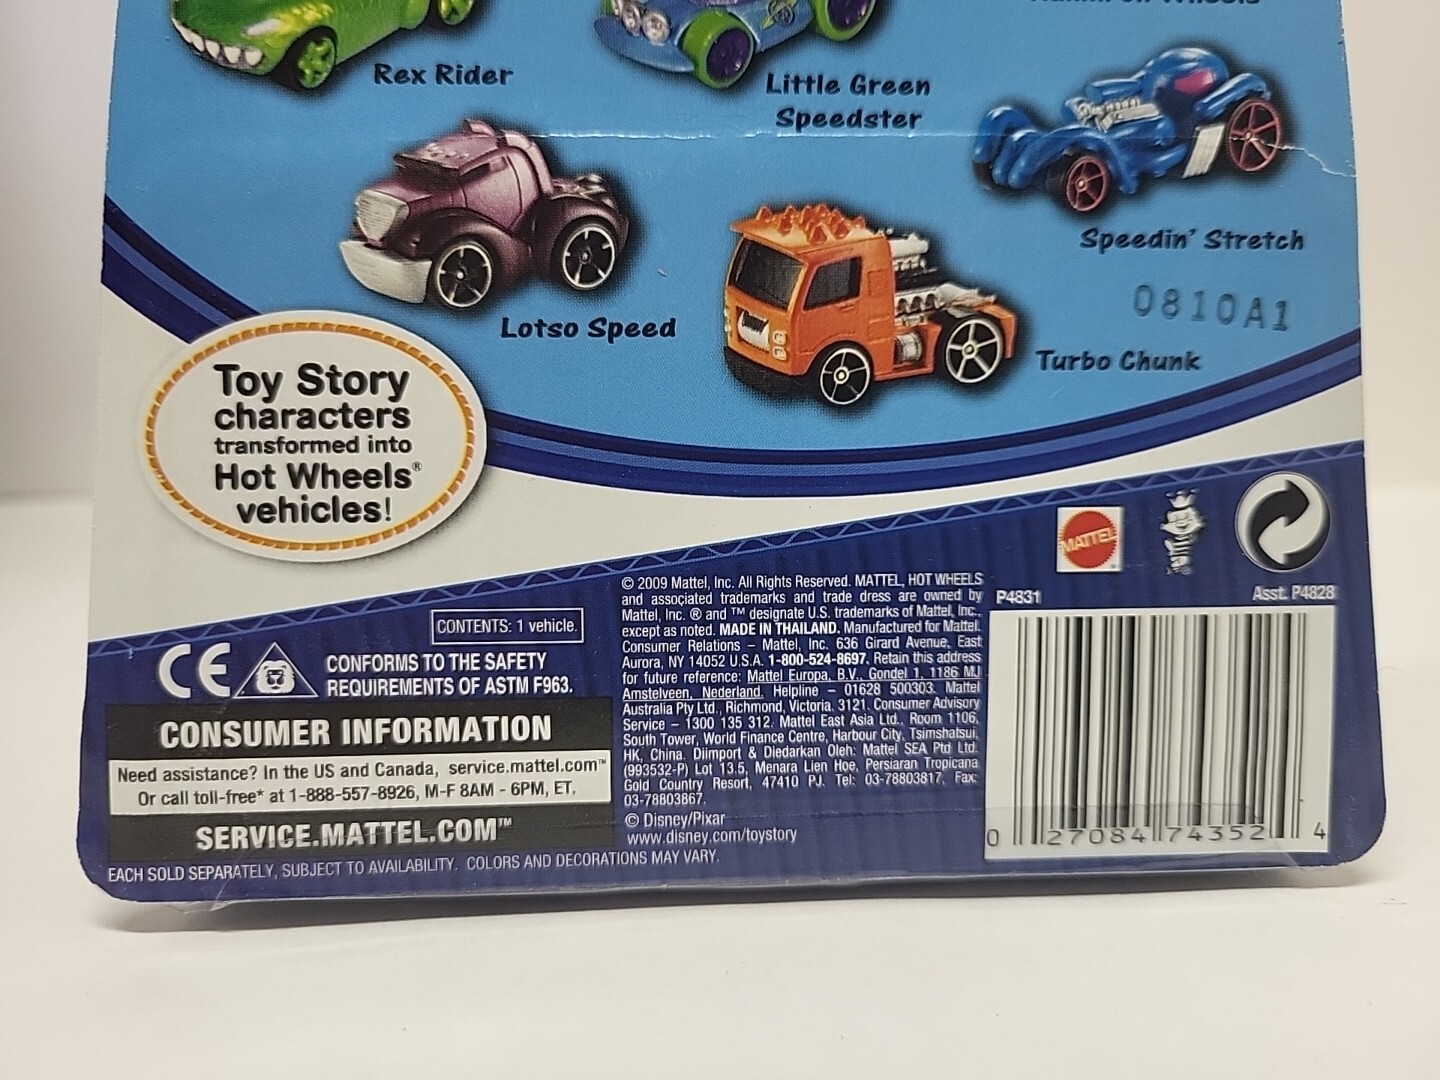 Rex Rider
Little Green
Speedster
Speedin' Stretch
0810A1
Lotso Speed
Turbo Chunk
Toy Story
characters
transformed into
Hot Wheels®
vehicles!
MATTEL
CONTENTS: 1 vehicle.
CE
CONFORMS TO THE SAFETY
REQUIREMENTS OF ASTM F963.
CONSUMER INFORMATION
Need assistance? In the US and Canada, service.mattel.com™
Or call toll-free* at 1-888-557-8926, M-F 8AM - 6PM, ET.
SERVICE.MATTEL.COM™
EACH SOLD SEPARATELY, SUBJECT TO AVAILABILITY. COLORS AND DECORATIONS MAY VARY.
© 2009 Mattel, Inc. All Rights Reserved. MATTEL, HOT WHEELS
and associated trademarks and trade dress are owned by
Mattel, Inc. ® and ™ designate U.S. trademarks of Mattel, Inc.,
except as noted. MADE IN THAILAND. Manufactured for Mattel.
Consumer Relations – Mattel, Inc. 636 Girard Avenue, East
Aurora, NY 14052 U.S.A. 1-800-524-8697. Retain this address
for future reference: Mattel Europa, B.V., Gondel 1, 1186 MJ
Amstelveen, Nederland. Helpline – 01628 500303. Mattel
Australia Pty Ltd., Richmond, Victoria. 3121. Consumer Advisory
Service – 1300 135 312. Mattel East Asia Ltd., Room 1106,
South Tower, World Finance Centre, Harbour City, Tsimshatsui,
HK, China. Diimport & Diedarkan Oleh: Mattel SEA Ptd Ltd.
(993532-P) Lot 13.5, Menara Lien Hoe, Persiaran Tropicana
Gold Country Resort, 47410 PJ. Tel: 03-78803817, Fax:
03-78803867.
© Disney/Pixar
www.disney.com/toystory
P4831
Asst. P4828
0 27084 74352 4